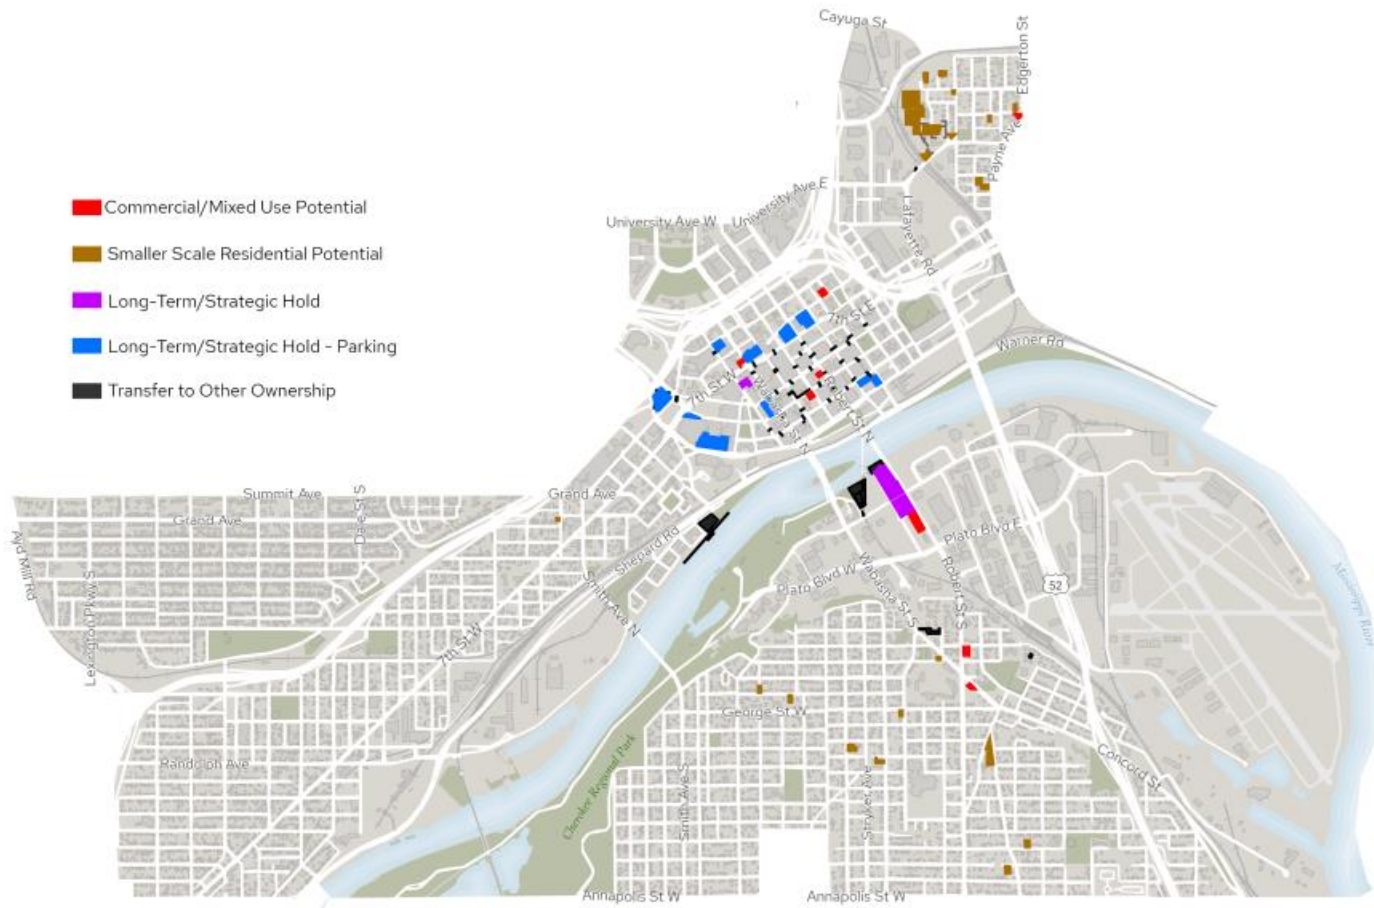 Cayuga St
Edgerton St
Payne Ave
University Ave E
University Ave W
Lafayette Rd
Commercial/Mixed Use Potential
Smaller Scale Residential Potential
Long-Term/Strategic Hold
Long-Term/Strategic Hold - Parking
Transfer to Other Ownership
7th St E
Warner Rd
7th St W
Wabasha St N
Robert St N
Summit Ave
Grand Ave
Grand Ave
Dale St S
Ayd Mill Rd
Lexington Pkwy S
Shepard Rd
Smith Ave N
7th St W
Plato Blvd E
Plato Blvd W
Wabasha St S
Robert St S
52
Mississippi River
George St W
Randolph Ave
Cherokee Regional Park
Smith Ave S
Stryker Ave
Concord St
Annapolis St W
Annapolis St W